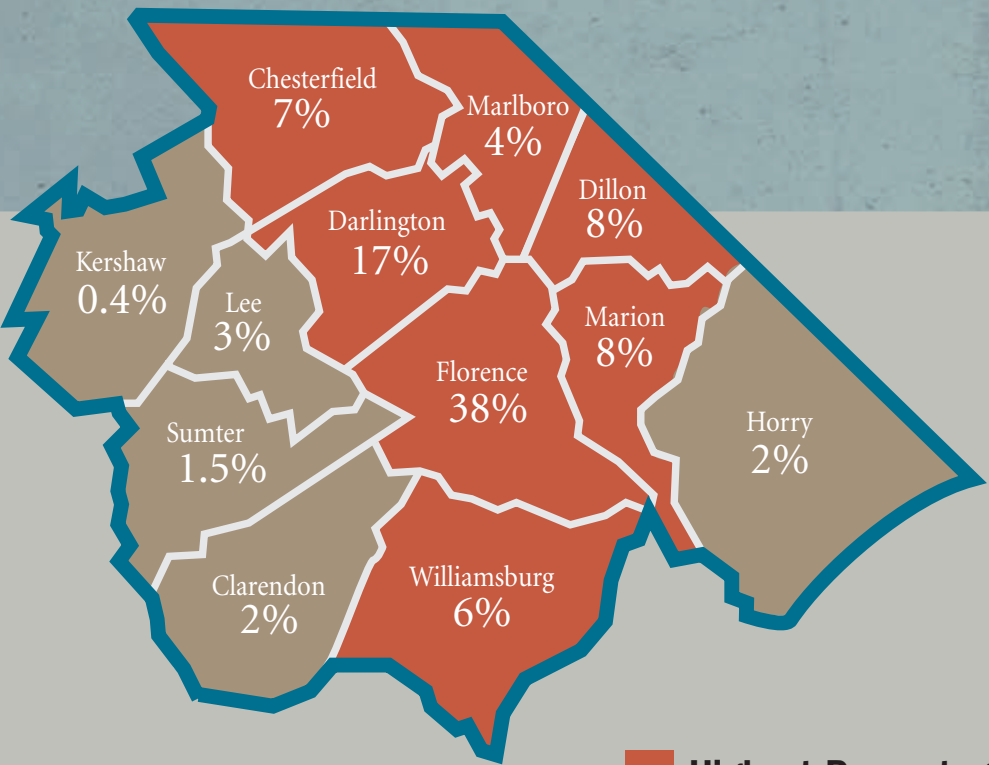 Chesterfield
7%
Marlboro
4%
Dillon
8%
Darlington
17%
Kershaw
0.4%
Lee
3%
Marion
8%
Florence
38%
Horry
2%
Sumter
1.5%
Clarendon
2%
Williamsburg
6%